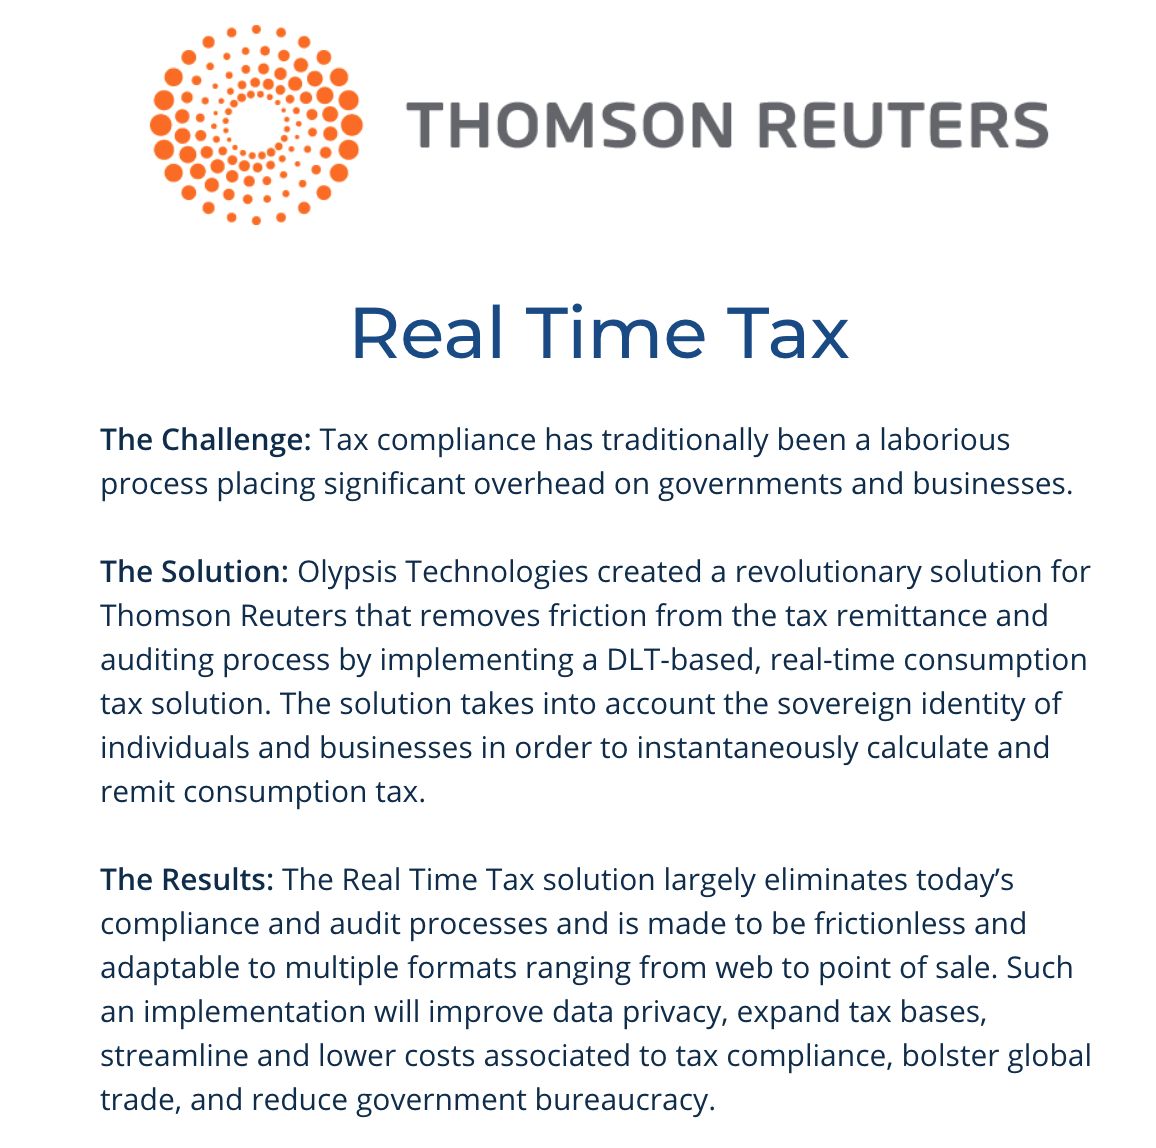 THOMSON REUTERS
Real Time Tax
The Challenge: Tax compliance has traditionally been a laborious
process placing significant overhead on governments and businesses.
The Solution: Olypsis Technologies created a revolutionary solution for
Thomson Reuters that removes friction from the tax remittance and
auditing process by implementing a DLT-based, real-time consumption
tax solution. The solution takes into account the sovereign identity of
individuals and businesses in order to instantaneously calculate and
remit consumption tax.
The Results: The Real Time Tax solution largely eliminates today’s
compliance and audit processes and is made to be frictionless and
adaptable to multiple formats ranging from web to point of sale. Such
an implementation will improve data privacy, expand tax bases,
streamline and lower costs associated to tax compliance, bolster global
trade, and reduce government bureaucracy.